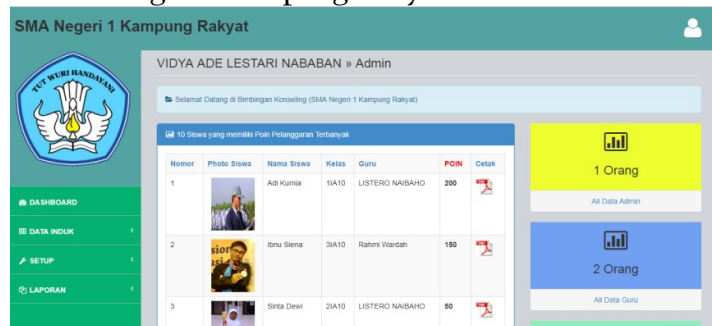 SMA Negeri 1 Kampung Rakyat
TUT WURI HANDAYANI
VIDYA ADE LESTARI NABABAN » Admin
Selamat Datang di Bimbingan Konseling (SMA Negeri 1 Kampung Rakyat)
10 Siswa yang memiliki Poin Pelanggaran Terbanyak
Nomor Photo Siswa Nama Siswa Kelas Guru POIN Cetak
1 Adi Kurnia 1IA10 LISTERO NAIBAHO 200
2 Ibnu Siena 3IA10 Rahmi Wardah 150
3 Sinta Dewi 2IA10 LISTERO NAIBAHO 50
DASHBOARD
DATA INDUK
SETUP
LAPORAN
1 Orang
All Data Admin
2 Orang
All Data Guru